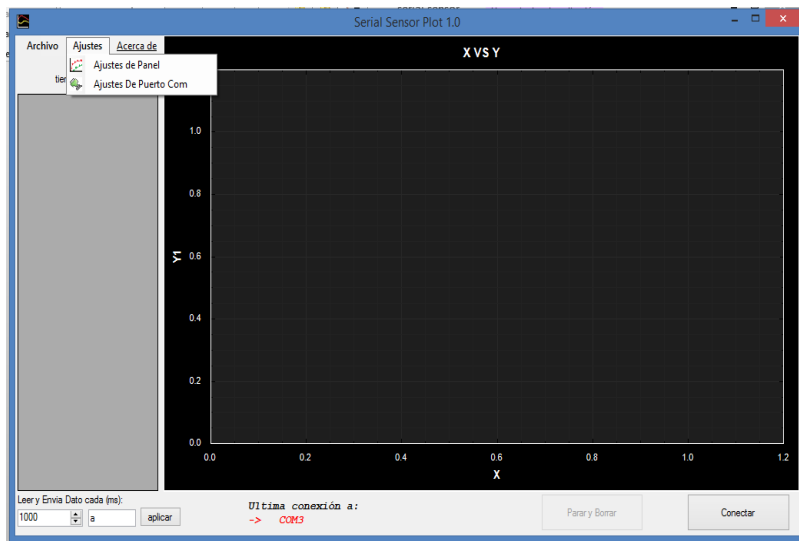 Serial Sensor Plot 1.0
Archivo Ajustes Acerca de
Ajustes de Panel
Ajustes De Puerto Com
X VS Y
1.0
0.8
Y1
0.6
0.4
0.2
0.0
0.0 0.2 0.4 0.6 0.8 1.0 1.2
X
Leer y Envia Dato cada (ms):
1000 a aplicar
Ultima conexión a:
-> COM3
Parar y Borrar
Conectar